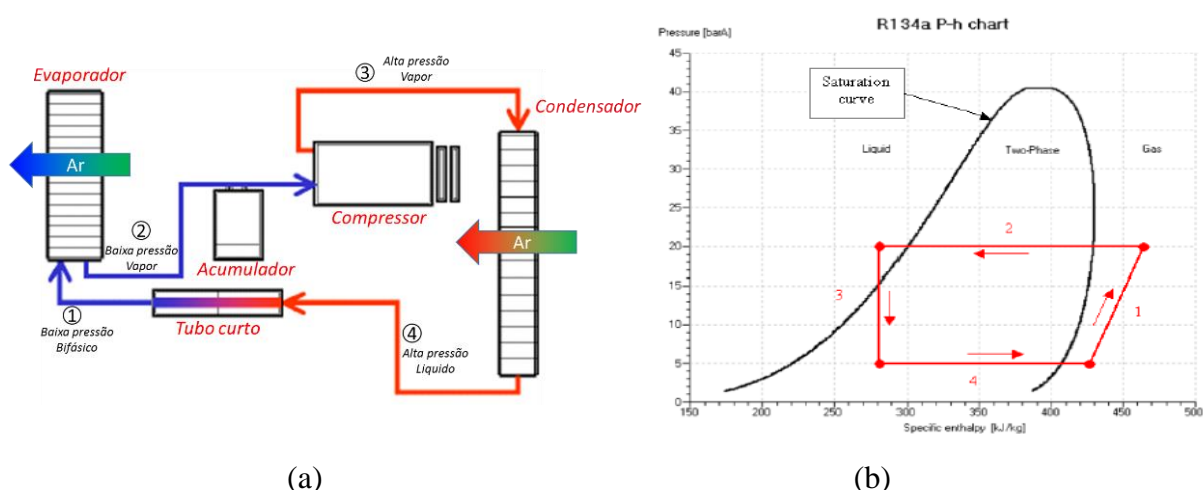 Evaporador
Ar
②
Baixa pressão
Vapor
①
Baixa pressão
Bifásico
Acumulador
Tubo curto
③
Alta pressão
Vapor
Compressor
Condensador
Ar
④
Alta pressão
Liquido
(a)
R134a P-h chart
Pressure [barA]
45
40
35
30
25
20
15
10
5
0
Saturation
curve
Liquid
Two-Phase
Gas
2
3
1
4
150
200
250
300
350
400
450
500
Specific enthalpy [kJ/kg]
(b)